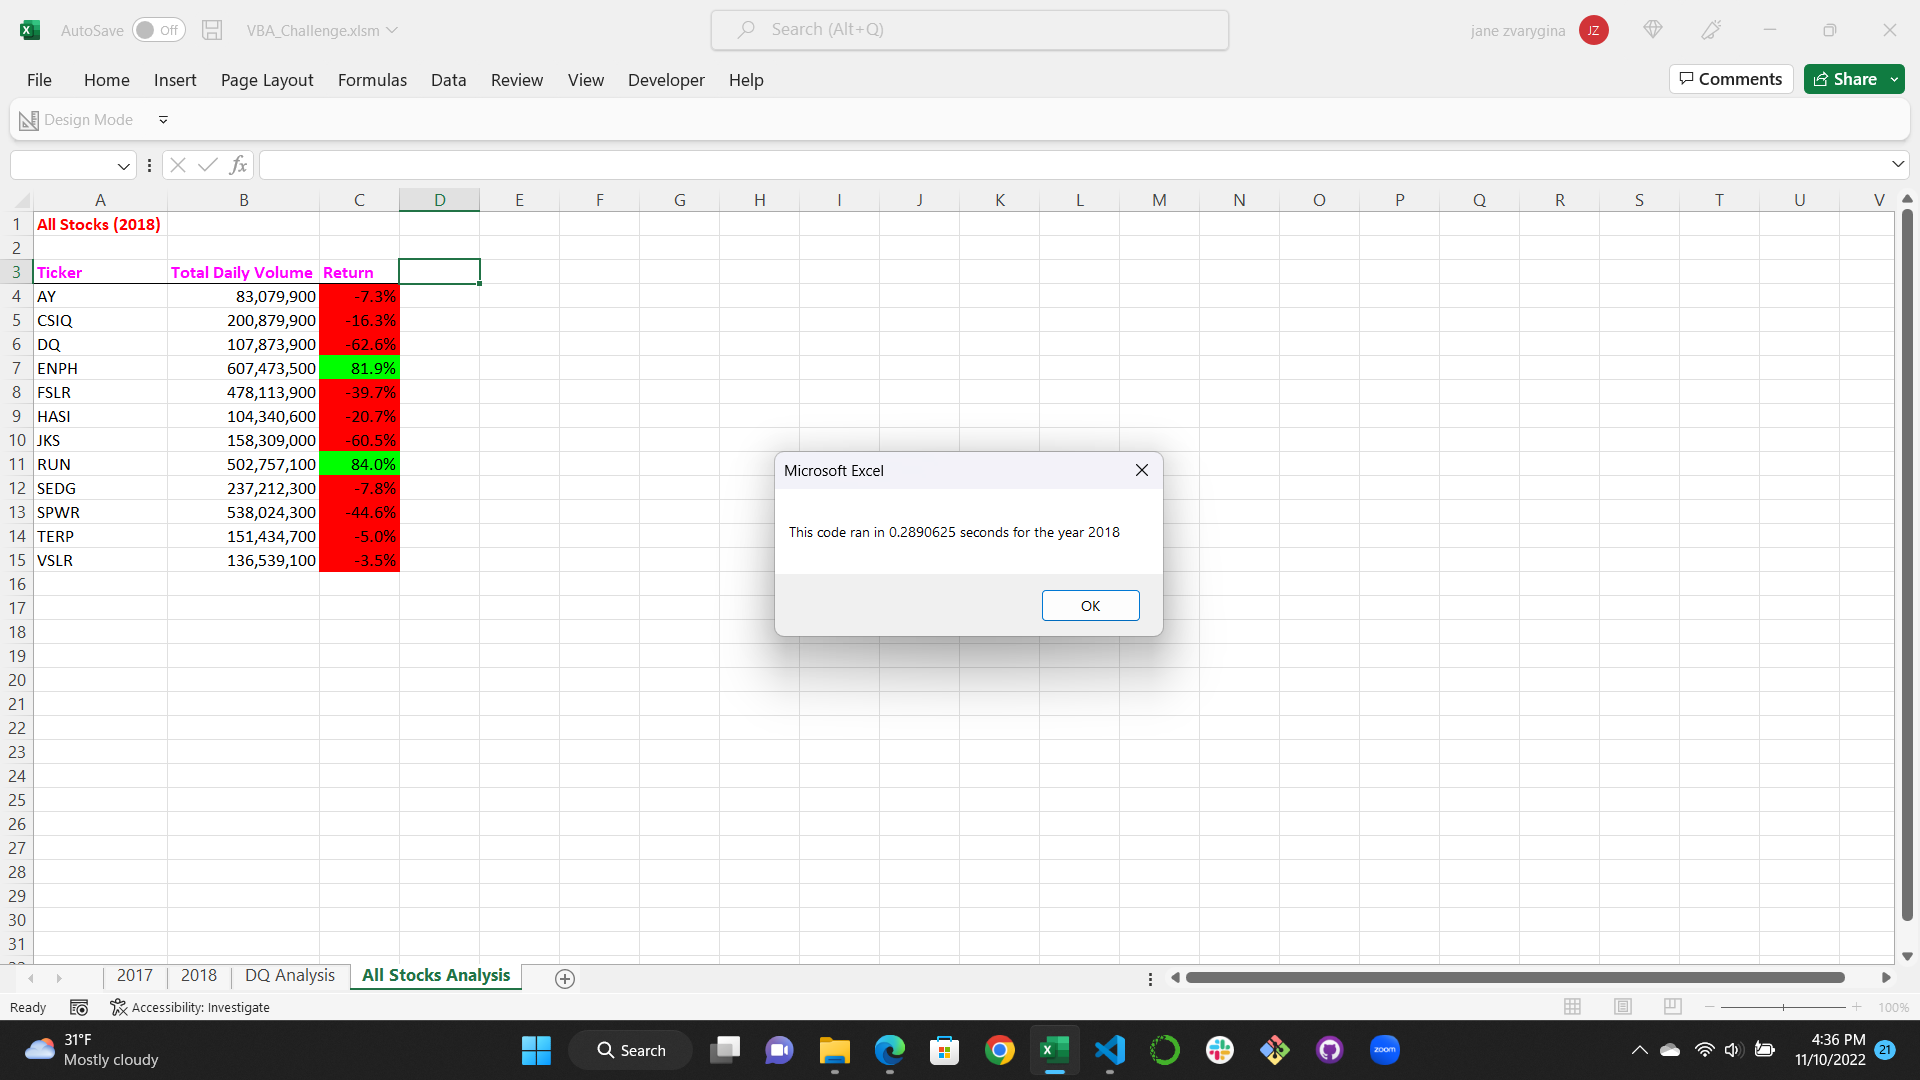 AutoSave Off VBA_Challenge.xlsm Search (Alt+Q) jane zvarygina JZ
File Home Insert Page Layout Formulas Data Review View Developer Help Comments Share
Design Mode
fx
A B C D E F G H I J K L M N O P Q R S T U V
1 All Stocks (2018)
2
3 Ticker Total Daily Volume Return
4 AY 83,079,900 -7.3%
5 CSIQ 200,879,900 -16.3%
6 DQ 107,873,900 -62.6%
7 ENPH 607,473,500 81.9%
8 FSLR 478,113,900 -39.7%
9 HASI 104,340,600 -20.7%
10 JKS 158,309,000 -60.5%
11 RUN 502,757,100 84.0%
12 SEDG 237,212,300 -7.8%
13 SPWR 538,024,300 -44.6%
14 TERP 151,434,700 -5.0%
15 VSLR 136,539,100 -3.5%
16
17
18
19
20
21
22
23
24
25
26
27
28
29
30
31
Microsoft Excel
This code ran in 0.2890625 seconds for the year 2018
OK
2017 2018 DQ Analysis All Stocks Analysis
Ready Accessibility: Investigate 100%
31°F
Mostly cloudy
Search
zoom
4:36 PM
11/10/2022
21